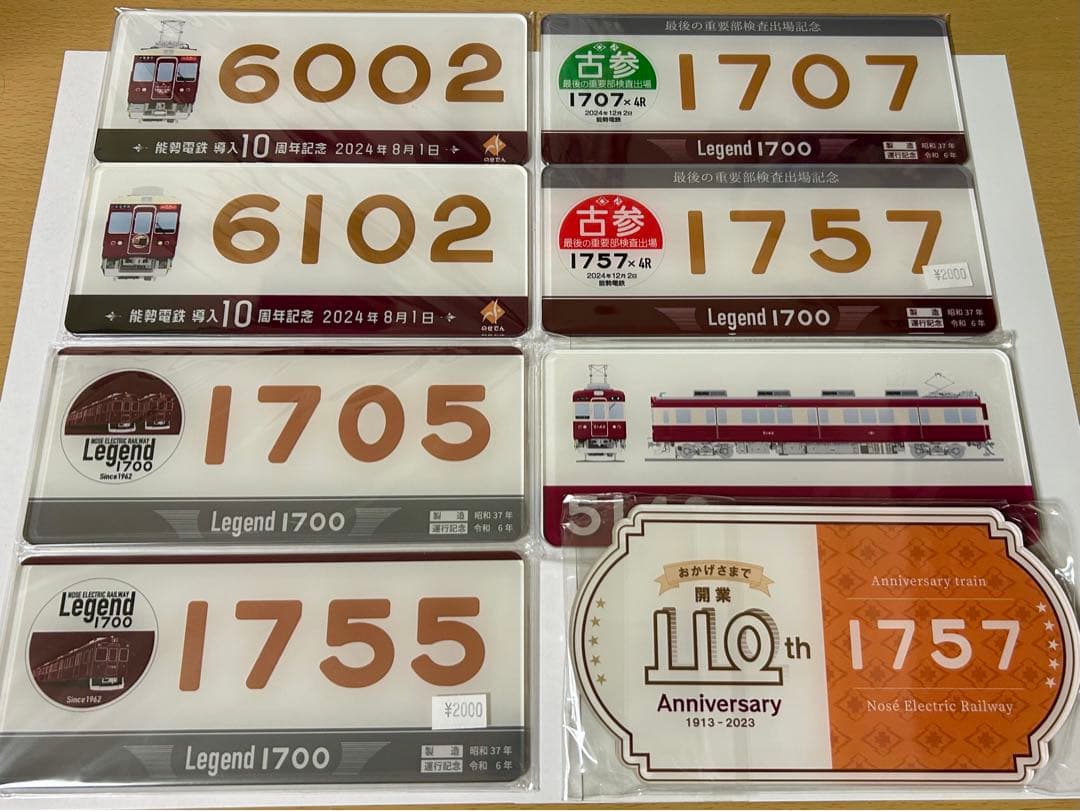 6002
能勢電鉄 導入10周年記念 2024年8月1日
のせでん
6102
能勢電鉄 導入10周年記念 2024年8月1日
のせでん
NOSE ELECTRIC RAILWAY
Legend
1700
Since1962
1705
Legend 1700
製造 昭和37年
運行記念 令和 6年
NOSE ELECTRIC RAILWAY
Legend
1700
Since1962
1755
¥2000
Legend 1700
製造 昭和37年
運行記念 令和 6年
最後の重要部検査出場記念
古参
最後の重要部検査出場
1707×4R
2024年12月2日
能勢電鉄
1707
Legend 1700
製造 昭和37年
運行記念 令和 6年
最後の重要部検査出場記念
古参
最後の重要部検査出場
1757×4R
2024年12月2日
能勢電鉄
1757
¥2000
Legend 1700
製造 昭和37年
運行記念 令和 6年
おかげさまで
開業
110th
Anniversary
1913-2023
Anniversary train
1757
Nosé Electric Railway